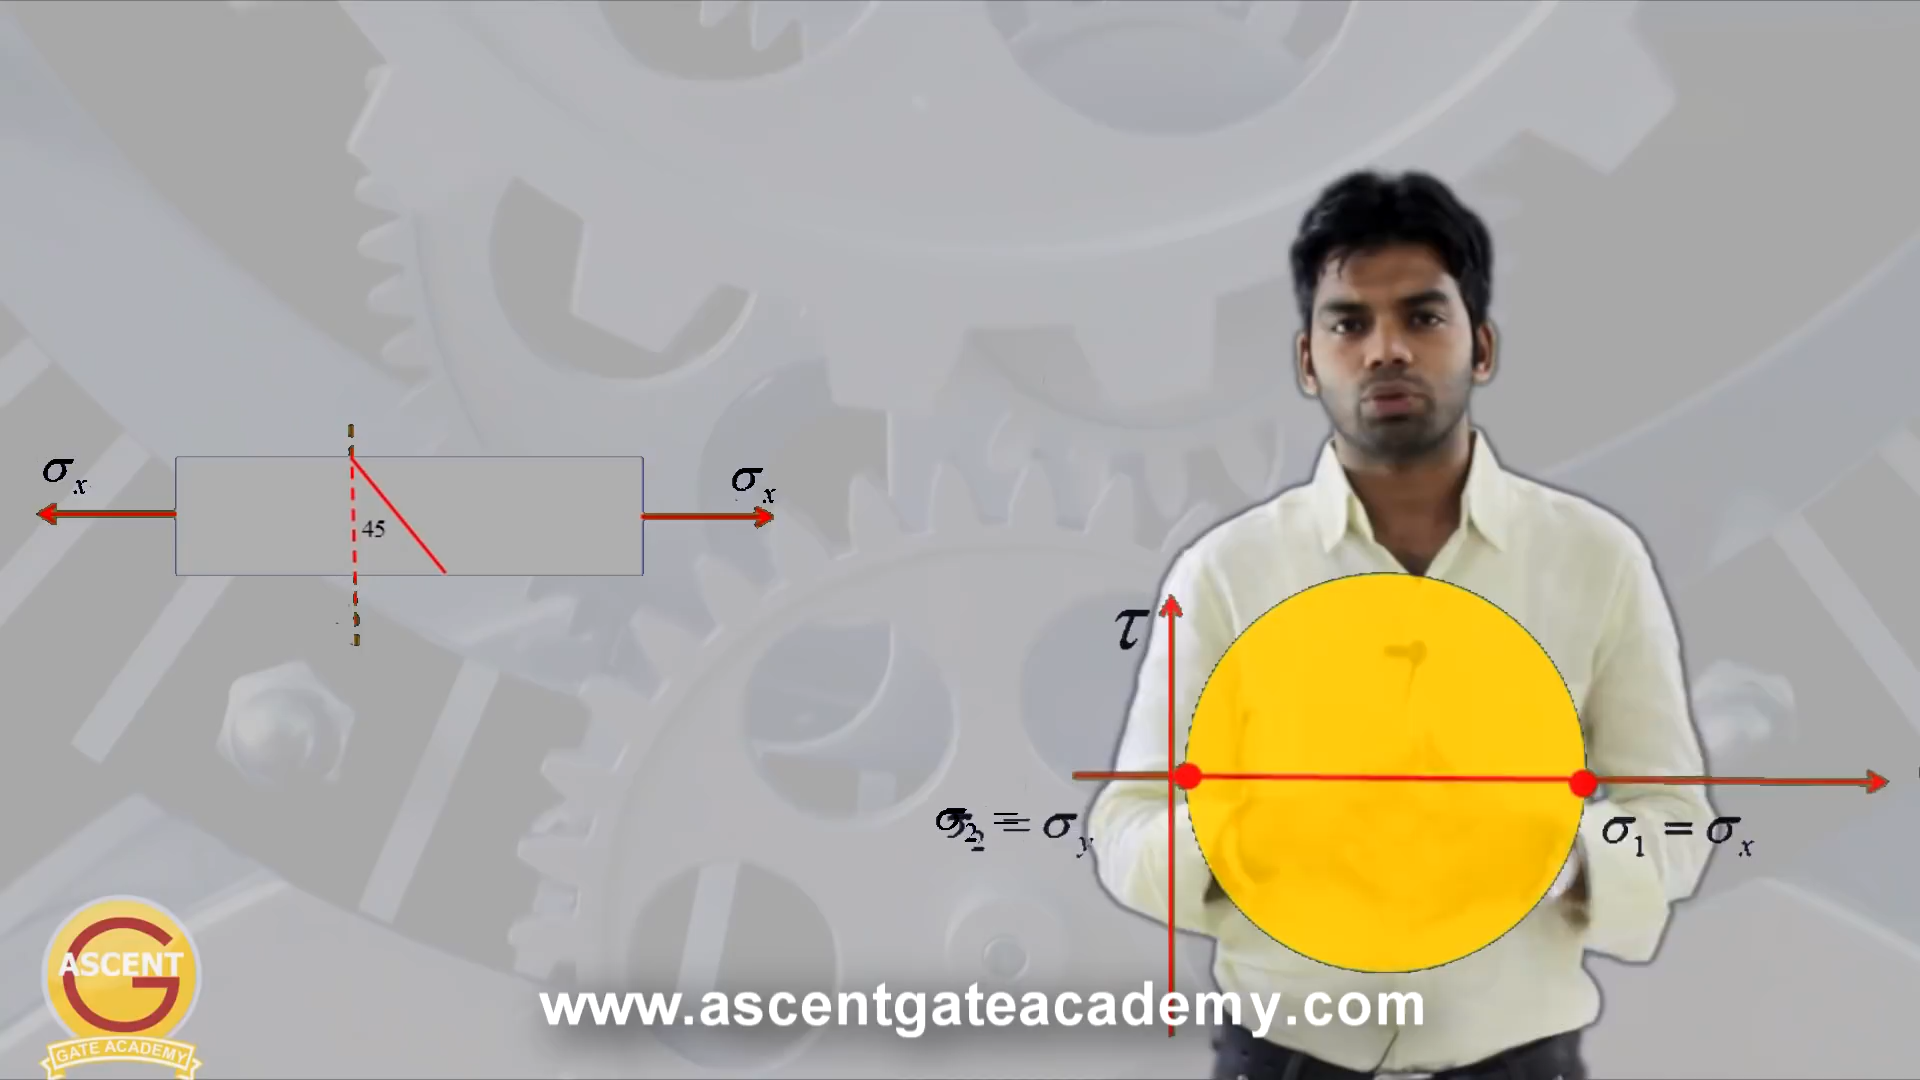 σx
σx
45
τ
σ2 = σy
σ1 = σx
ASCENT
G
GATE ACADEMY
www.ascentgateacademy.com